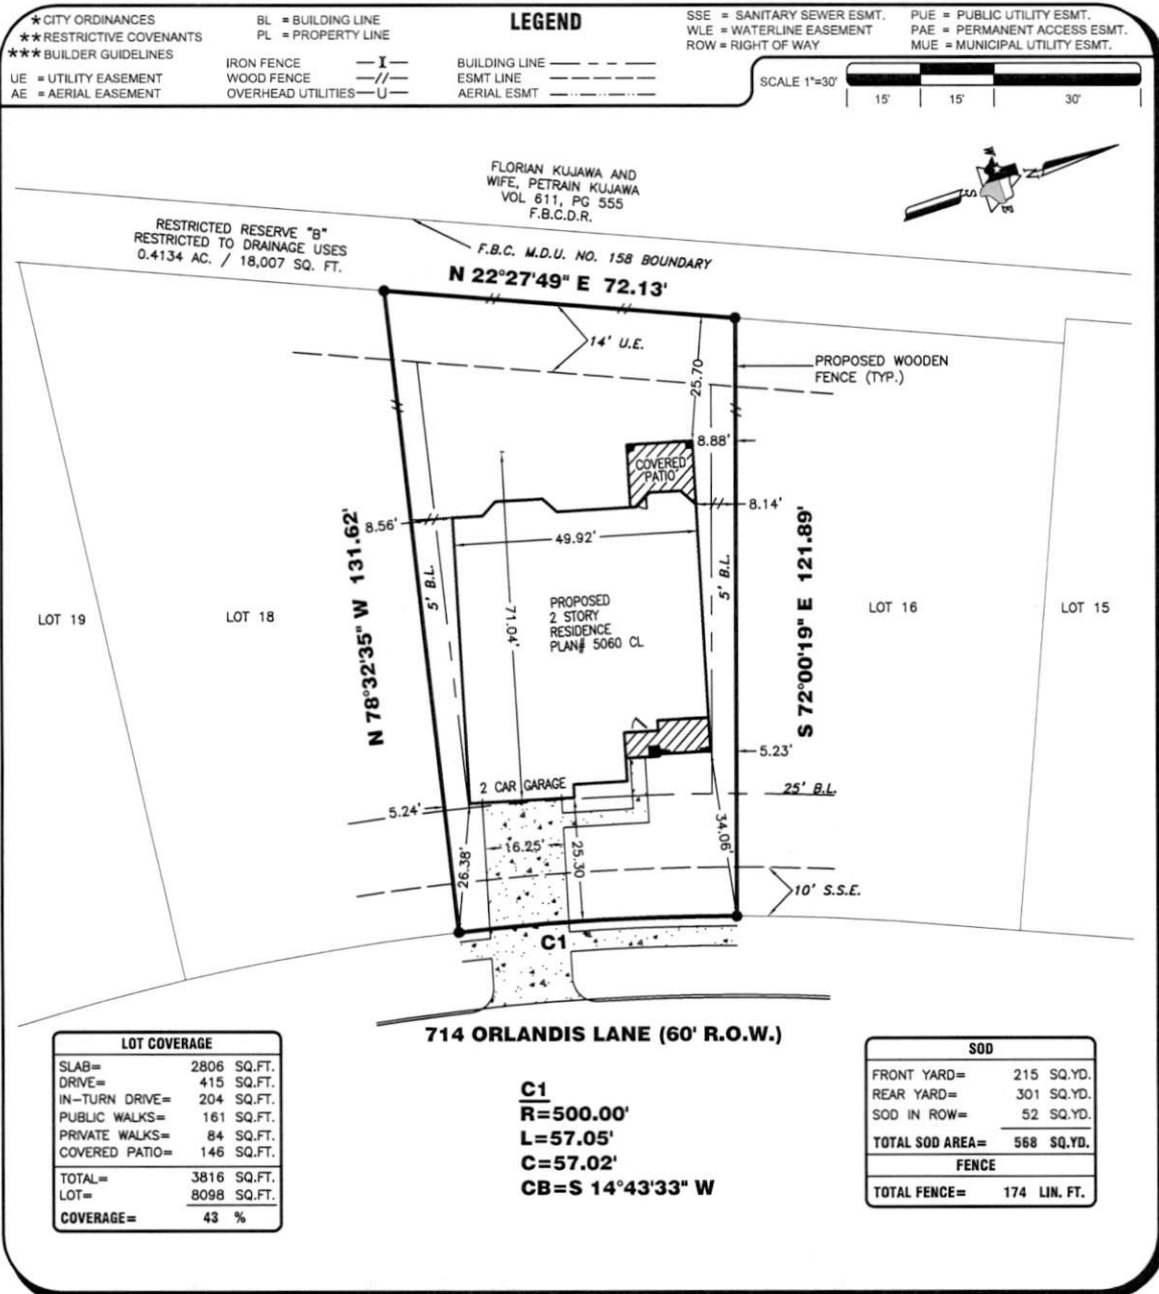 LEGEND
* CITY ORDINANCES
** RESTRICTIVE COVENANTS
*** BUILDER GUIDELINES
UE = UTILITY EASEMENT
AE = AERIAL EASEMENT
BL = BUILDING LINE
PL = PROPERTY LINE
IRON FENCE —I—
WOOD FENCE —//—
OVERHEAD UTILITIES —U—
BUILDING LINE
ESMT LINE
AERIAL ESMT
SSE = SANITARY SEWER ESMT.
WLE = WATERLINE EASEMENT
ROW = RIGHT OF WAY
PUE = PUBLIC UTILITY ESMT.
PAE = PERMANENT ACCESS ESMT.
MUE = MUNICIPAL UTILITY ESMT.
SCALE 1"=30'
15' 15' 30'
W
N
S
E
FLORIAN KUJAWA AND
WIFE, PETRAIN KUJAWA
VOL 611, PG 555
F.B.C.D.R.
RESTRICTED RESERVE "B"
RESTRICTED TO DRAINAGE USES
0.4134 AC. / 18,007 SQ. FT.
F.B.C. M.D.U. NO. 158 BOUNDARY
N 22°27'49" E 72.13'
14' U.E.
25.70
PROPOSED WOODEN
FENCE (TYP.)
8.88'
COVERED
PATIO
8.14'
8.56'
49.92'
N 78°32'35" W 131.62'
S 72°00'19" E 121.89'
5' B.L.
5' B.L.
71.04'
PROPOSED
2 STORY
RESIDENCE
PLAN# 5060 CL
LOT 19
LOT 18
LOT 16
LOT 15
5.23'
2 CAR GARAGE
25' B.L.
5.24'
26.38'
16.25'
25.30
34.06'
10' S.S.E.
C1
714 ORLANDIS LANE (60' R.O.W.)
LOT COVERAGE
SLAB= 2806 SQ.FT.
DRIVE= 415 SQ.FT.
IN-TURN DRIVE= 204 SQ.FT.
PUBLIC WALKS= 161 SQ.FT.
PRIVATE WALKS= 84 SQ.FT.
COVERED PATIO= 146 SQ.FT.
TOTAL= 3816 SQ.FT.
LOT= 8098 SQ.FT.
COVERAGE= 43 %
C1
R=500.00'
L=57.05'
C=57.02'
CB=S 14°43'33" W
SOD
FRONT YARD= 215 SQ.YD.
REAR YARD= 301 SQ.YD.
SOD IN ROW= 52 SQ.YD.
TOTAL SOD AREA= 568 SQ.YD.
FENCE
TOTAL FENCE= 174 LIN. FT.